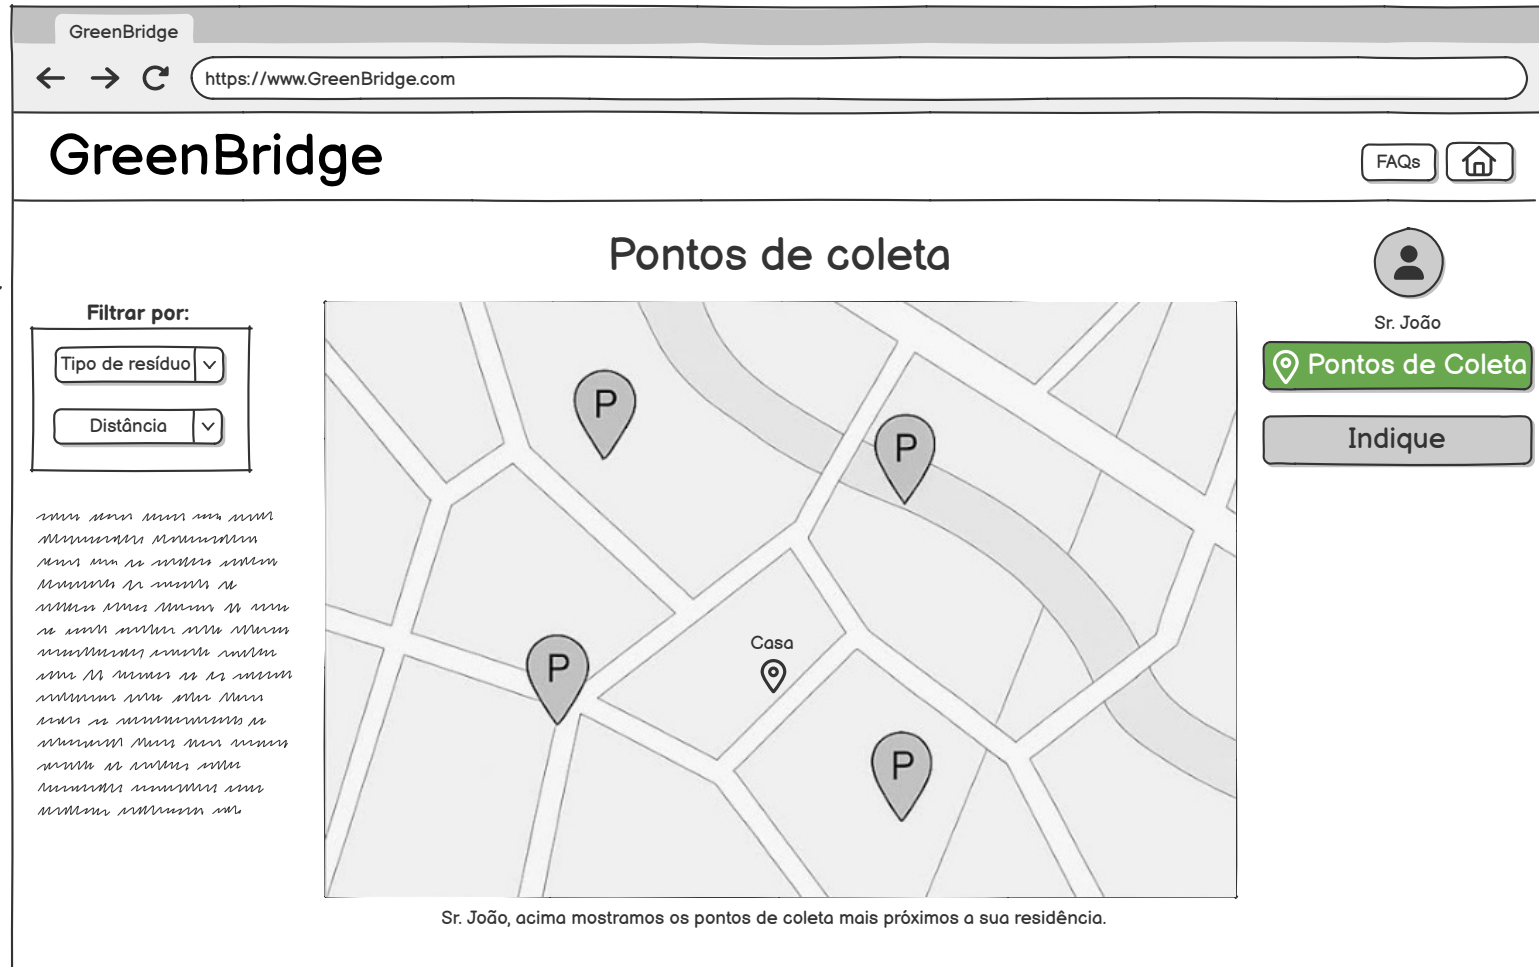 GreenBridge
https://www.GreenBridge.com
GreenBridge
FAQs
Pontos de coleta
Filtrar por:
Tipo de resíduo
Distância
P
P
P
Casa
P
Sr. João, acima mostramos os pontos de coleta mais próximos a sua residência.
Sr. João
Pontos de Coleta
Indique